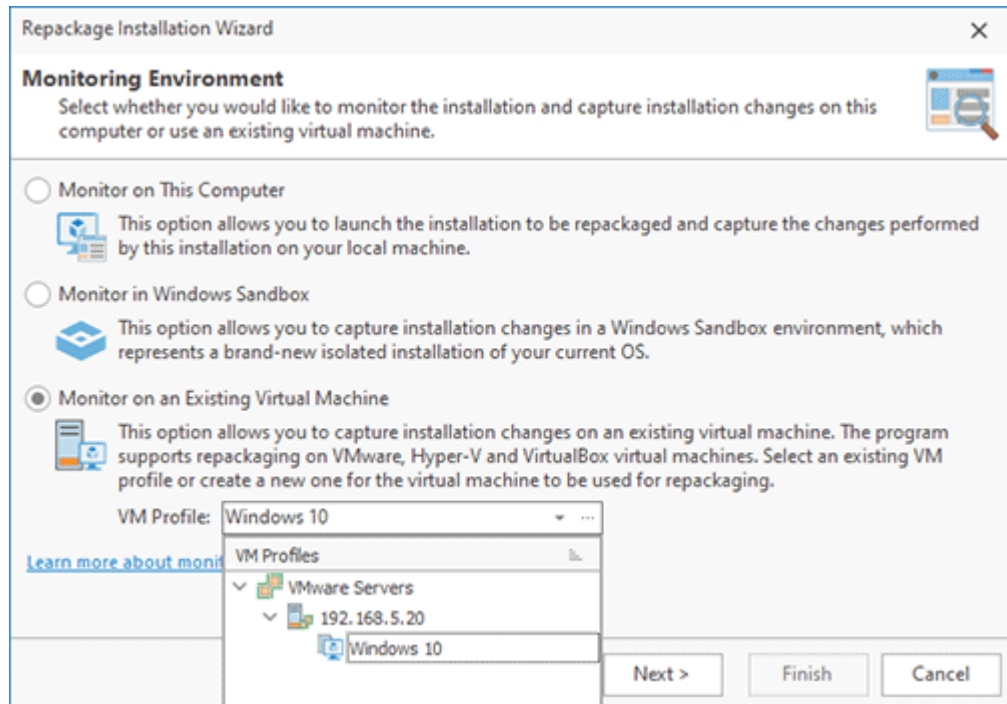 Repackage Installation Wizard
Monitoring Environment
Select whether you would like to monitor the installation and capture installation changes on this
computer or use an existing virtual machine.
Monitor on This Computer
This option allows you to launch the installation to be repackaged and capture the changes performed
by this installation on your local machine.
Monitor in Windows Sandbox
This option allows you to capture installation changes in a Windows Sandbox environment, which
represents a brand-new isolated installation of your current OS.
Monitor on an Existing Virtual Machine
This option allows you to capture installation changes on an existing virtual machine. The program
supports repackaging on VMware, Hyper-V and VirtualBox virtual machines. Select an existing VM
profile or create a new one for the virtual machine to be used for repackaging.
VM Profile: Windows 10 ...
Learn more about monit
VM Profiles
VMware Servers
192.168.5.20
Windows 10
Next > Finish Cancel